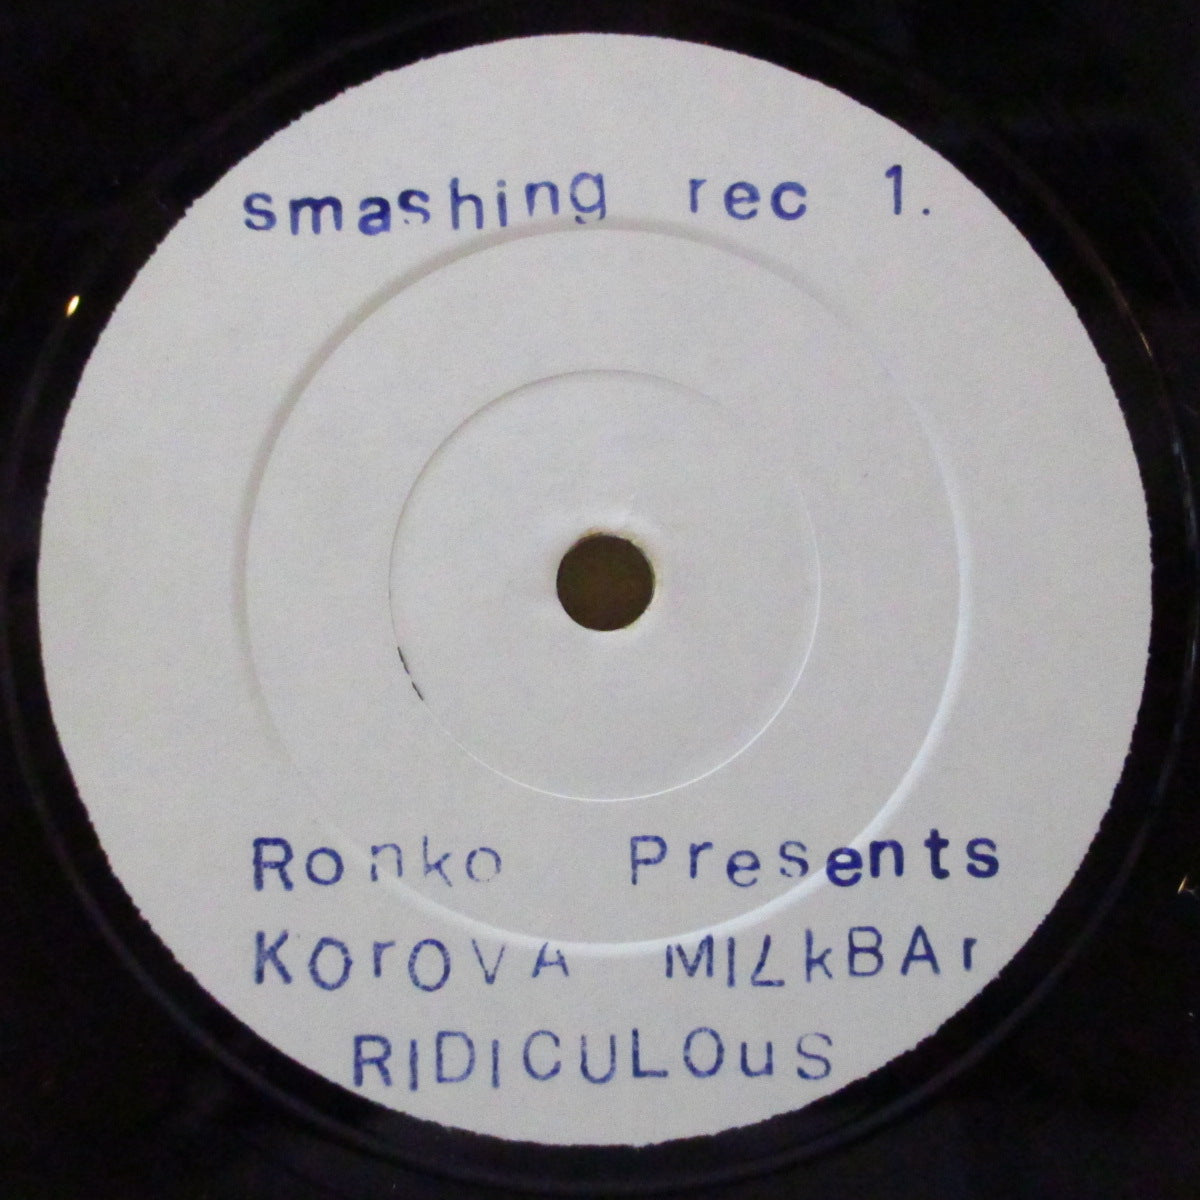 smashing rec 1.
Ronko Presents
KOrOVA MILkBAr
RIDICULOuS